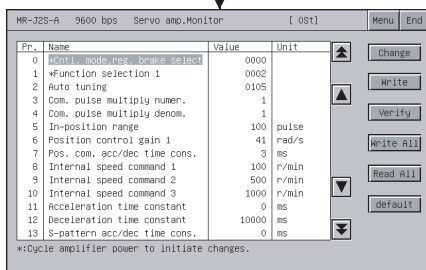 MR-J2S-A 9600 bps Servo amp.Monitor [ OSt] Menu End
Pr. Name Value Unit
0 *Cntl. mode,reg. brake select 0000
1 *Function selection 1 0002
2 Auto tuning 0105
3 Com. pulse multiply numer. 1
4 Com. pulse multiply denom. 1
5 In-position range 100 pulse
6 Position control gain 1 41 rad/s
7 Pos. com. acc/dec time cons. 3 ms
8 Internal speed command 1 100 r/min
9 Internal speed command 2 500 r/min
10 Internal speed command 3 1000 r/min
11 Acceleration time constant 0 ms
12 Deceleration time constant 10000 ms
13 S-pattern acc/dec time cons. 0 ms
*:Cycle amplifier power to initiate changes.
Change
Write
Verify
Write All
Read All
default